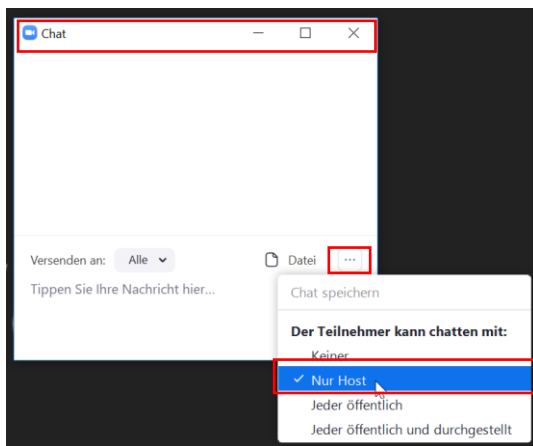 Chat
Versenden an: Alle Datei ...
Tippen Sie Ihre Nachricht hier...
Chat speichern
Der Teilnehmer kann chatten mit:
Keiner
Nur Host
Jeder öffentlich
Jeder öffentlich und durchgestellt